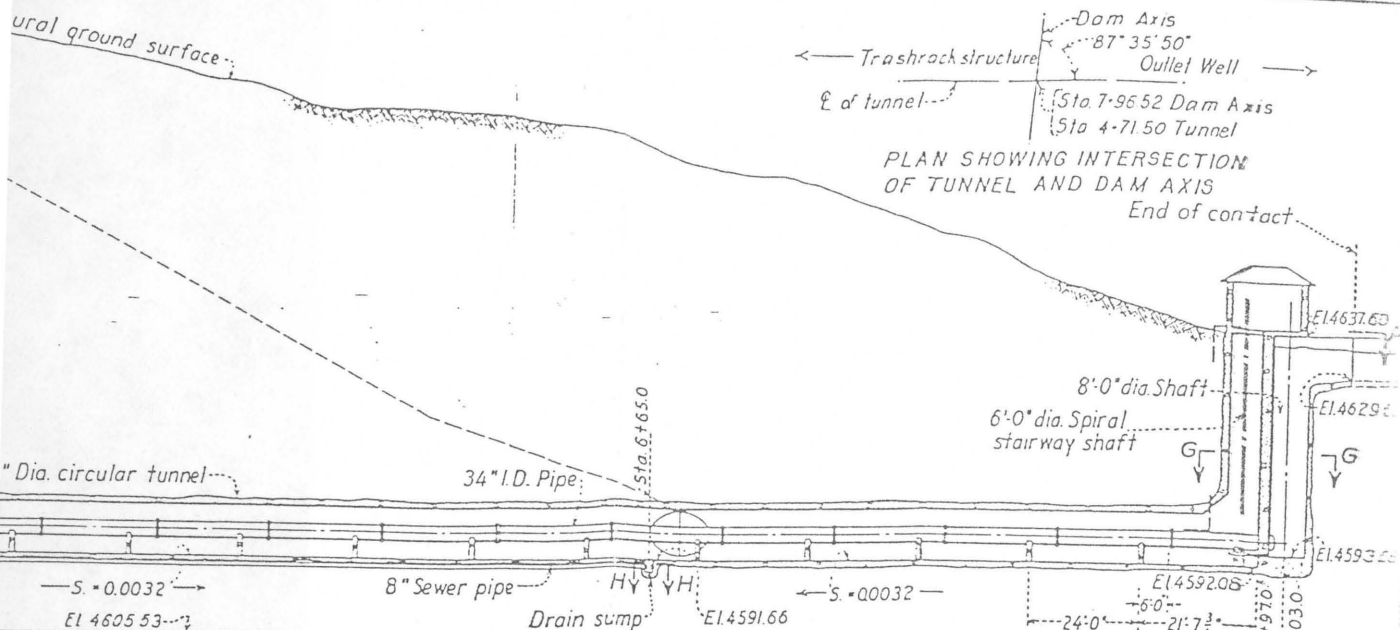 ural ground surface
Dam Axis
87° 35' 50"
Trashrack structure
Outlet Well
℄ of tunnel
Sta. 7+96.52 Dam Axis
Sta 4+71.50 Tunnel
PLAN SHOWING INTERSECTION
OF TUNNEL AND DAM AXIS
End of contact
El.4637.60
8'-0" dia. Shaft
El.4629.
6'-0" dia. Spiral
stairway shaft
G
G
Sta. 6+65.0
" Dia. circular tunnel
34" I.D. Pipe
El.4593.
S. = 0.0032
8" Sewer pipe
H
H
S. = 0.0032
El.4592.08
El 4605 53
Drain sump
El.4591.66
24'-0"
6'-0"
21'-7 3/4"
+97.0
03.0